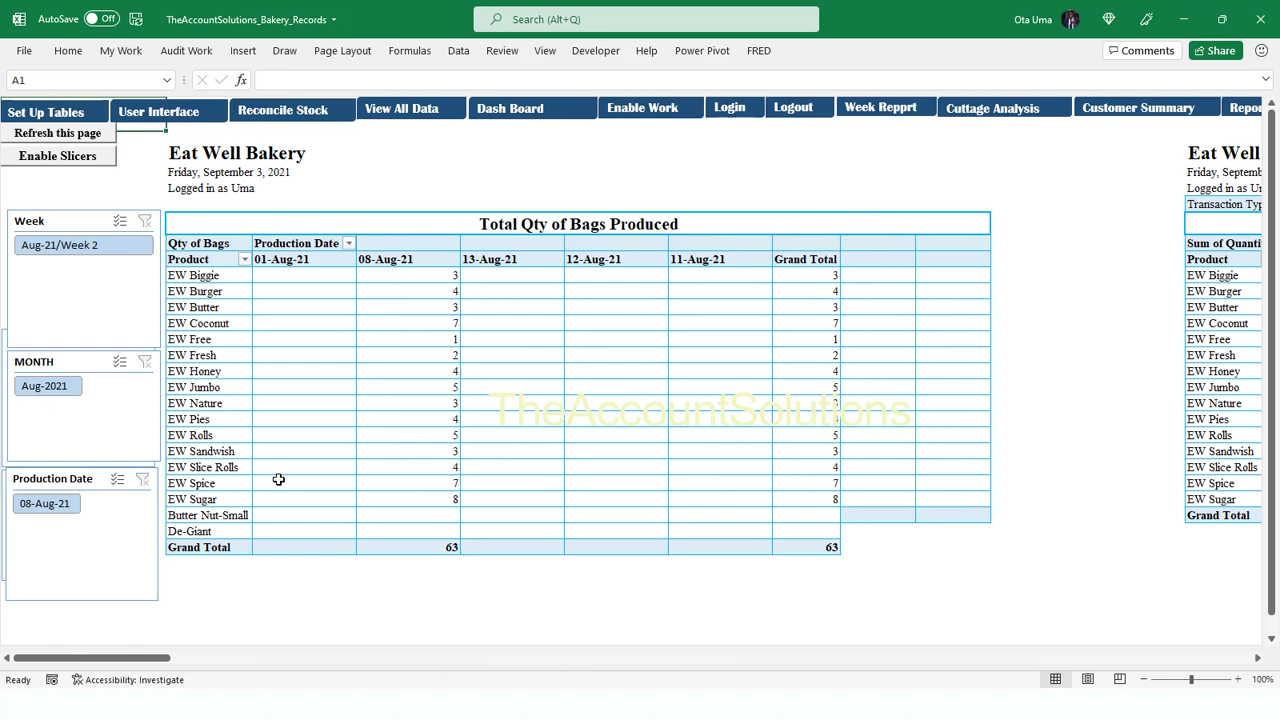 AutoSave Off TheAccountSolutions_Bakery_Records Search (Alt+Q) Ota Uma
File Home My Work Audit Work Insert Draw Page Layout Formulas Data Review View Developer Help Power Pivot FRED Comments Share
A1 fx
Set Up Tables User Interface Reconcile Stock View All Data Dash Board Enable Work Login Logout Week Repprt Cuttage Analysis Customer Summary Repor
Refresh this page
Enable Slicers
Eat Well Bakery Eat Well
Friday, September 3, 2021 Friday, Septemb
Logged in as Uma Logged in as Ur
Transaction Typ
Week
Aug-21/Week 2
MONTH
Aug-2021
Production Date
08-Aug-21
Total Qty of Bags Produced
Qty of Bags Production Date Sum of Quanti
Product 01-Aug-21 08-Aug-21 13-Aug-21 12-Aug-21 11-Aug-21 Grand Total Product
EW Biggie 3 3 EW Biggie
EW Burger 4 4 EW Burger
EW Butter 3 3 EW Butter
EW Coconut 7 7 EW Coconut
EW Free 1 1 EW Free
EW Fresh 2 2 EW Fresh
EW Honey 4 4 EW Honey
EW Jumbo 5 5 EW Jumbo
EW Nature 3 EW Nature
EW Pies 4 EW Pies
EW Rolls 5 5 EW Rolls
EW Sandwish 3 3 EW Sandwish
EW Slice Rolls 4 4 EW Slice Rolls
EW Spice 7 7 EW Spice
EW Sugar 8 8 EW Sugar
Butter Nut-Small Grand Total
De-Giant
Grand Total 63 63
TheAccountSolutions
Ready Accessibility: Investigate 100%